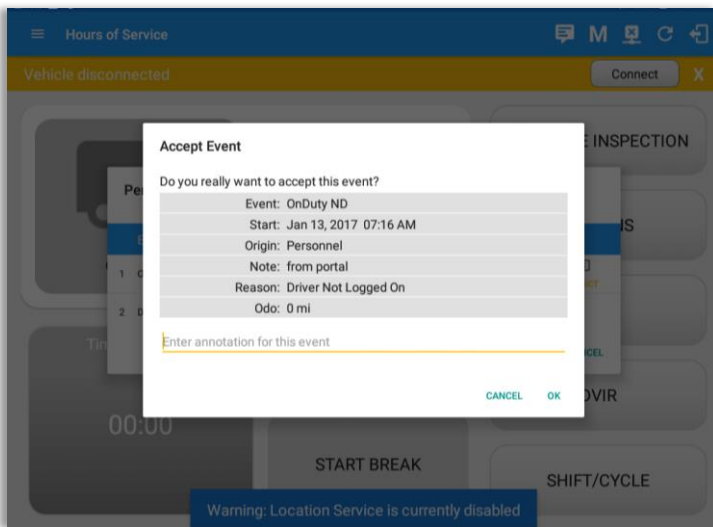 Hours of Service
M
Vehicle disconnected
Connect
X
INSPECTION
Accept Event
Do you really want to accept this event?
Event: OnDuty ND
Start: Jan 13, 2017 07:16 AM
Origin: Personnel
Note: from portal
Reason: Driver Not Logged On
Odo: 0 mi
Enter annotation for this event
CANCEL
OK
1
2
00:00
START BREAK
SHIFT/CYCLE
Warning: Location Service is currently disabled